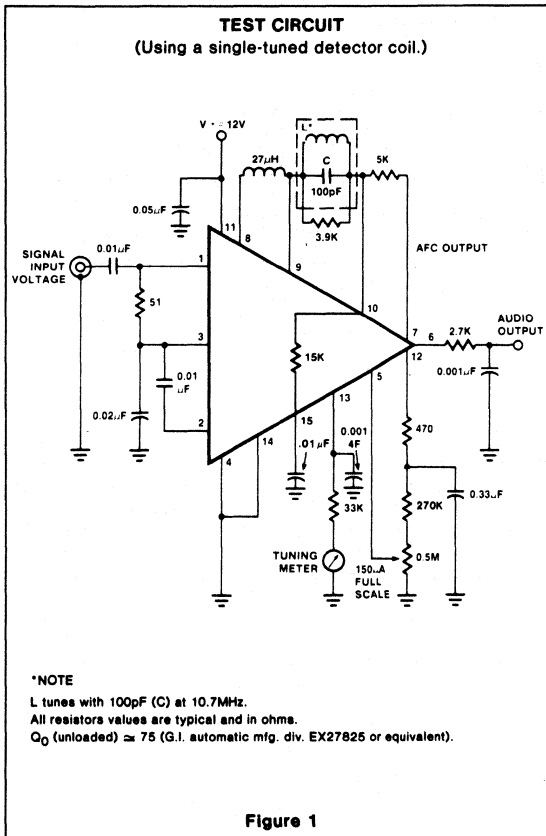 TEST CIRCUIT
(Using a single-tuned detector coil.)
V+ = 12V
L*
27µH
C
100pF
5K
3.9K
0.05µF
11
8
9
AFC OUTPUT
SIGNAL
INPUT
VOLTAGE
0.01µF
1
51
10
3
0.01
µF
15K
7
6
2.7K
AUDIO
OUTPUT
12
5
0.001µF
0.02µF
2
13
15
14
4
.01µF
0.001
4F
470
33K
270K
0.33µF
TUNING
METER
150µA
FULL
SCALE
0.5M
*NOTE
L tunes with 100pF (C) at 10.7MHz.
All resistors values are typical and in ohms.
Q0 (unloaded) ≃ 75 (G.I. automatic mfg. div. EX27825 or equivalent).
Figure 1